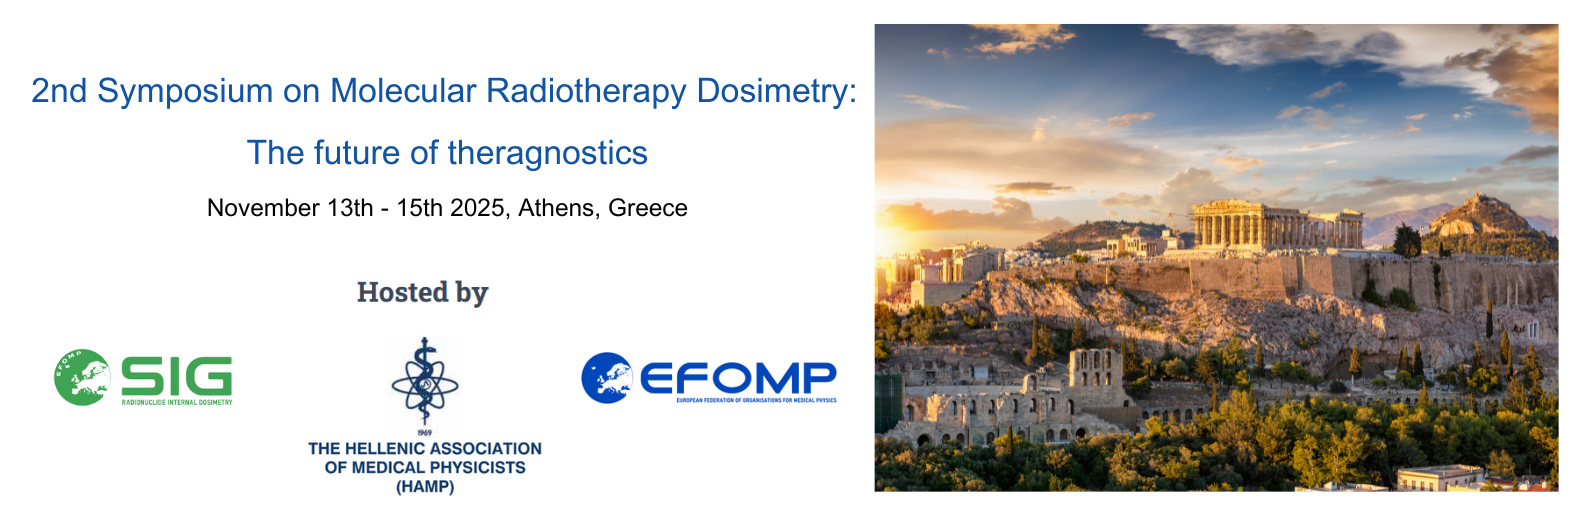 2nd Symposium on Molecular Radiotherapy Dosimetry:
The future of theragnostics
November 13th - 15th 2025, Athens, Greece
Hosted by
EFOMP
SIG
RADIONUCLIDE INTERNAL DOSIMETRY
1969
THE HELLENIC ASSOCIATION
OF MEDICAL PHYSICISTS
(HAMP)
EFOMP
EUROPEAN FEDERATION OF ORGANISATIONS FOR MEDICAL PHYSICS